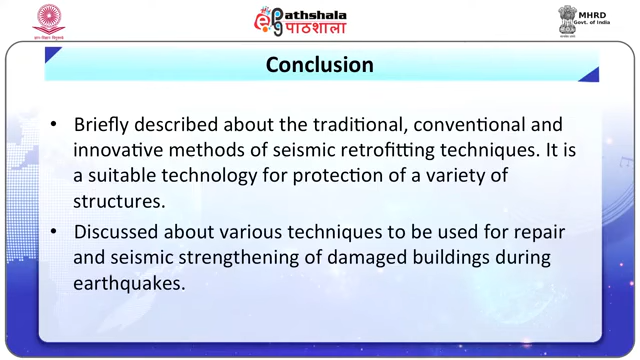 Pathshala
पाठशाला
MHRD
Govt. of India
Conclusion
• Briefly described about the traditional, conventional and
innovative methods of seismic retrofitting techniques. It is
a suitable technology for protection of a variety of
structures.
• Discussed about various techniques to be used for repair
and seismic strengthening of damaged buildings during
earthquakes.